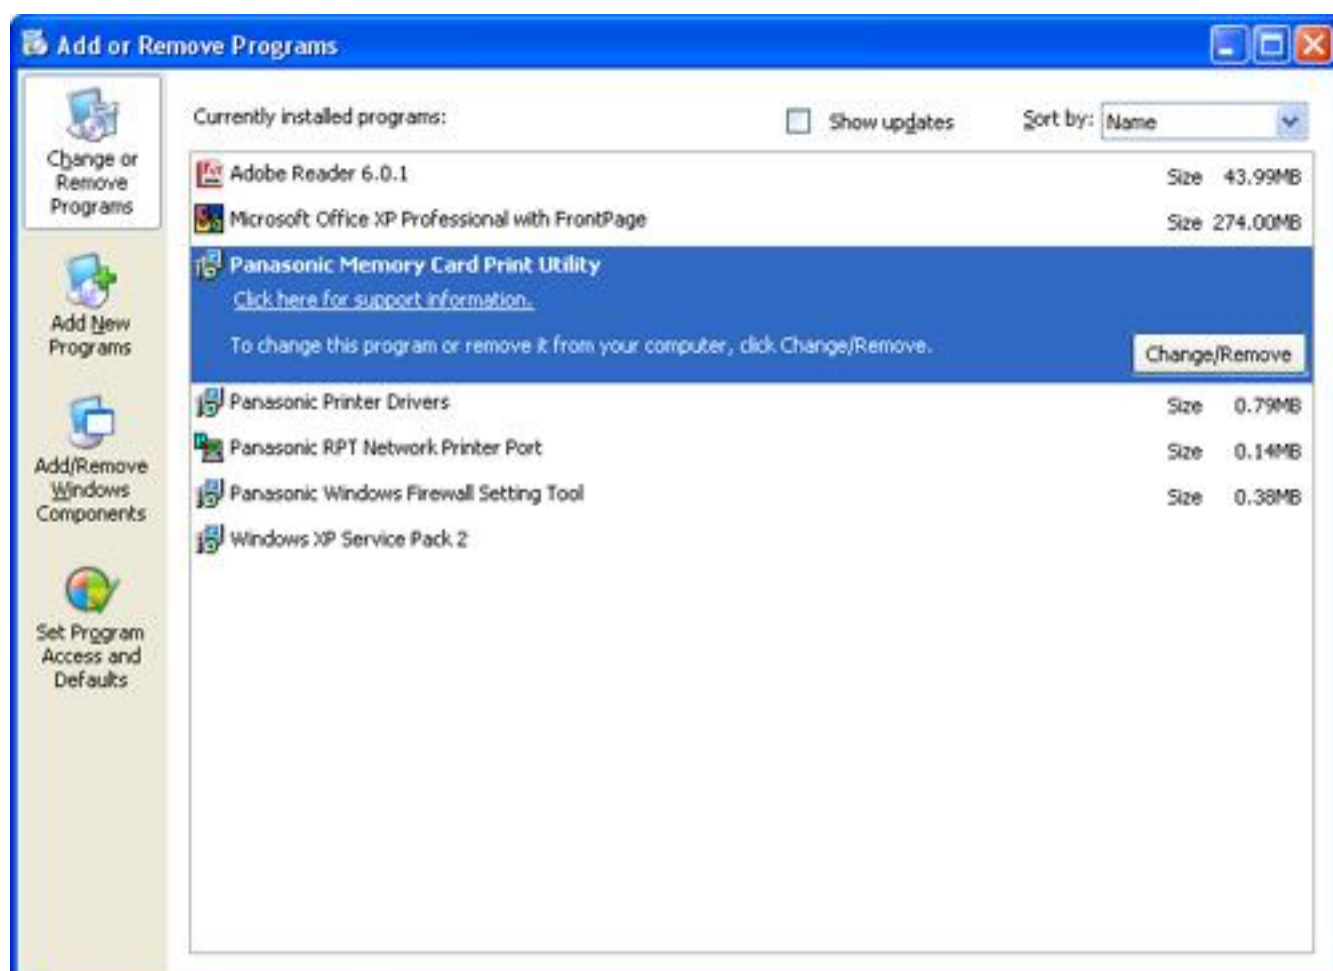 Add or Remove Programs
Change or
Remove
Programs
Add New
Programs
Add/Remove
Windows
Components
Set Program
Access and
Defaults
Currently installed programs:
Show updates
Sort by: Name
Adobe Reader 6.0.1 Size 43.99MB
Microsoft Office XP Professional with FrontPage Size 274.00MB
Panasonic Memory Card Print Utility
Click here for support information.
To change this program or remove it from your computer, click Change/Remove.
Change/Remove
Panasonic Printer Drivers Size 0.79MB
Panasonic RPT Network Printer Port Size 0.14MB
Panasonic Windows Firewall Setting Tool Size 0.38MB
Windows XP Service Pack 2